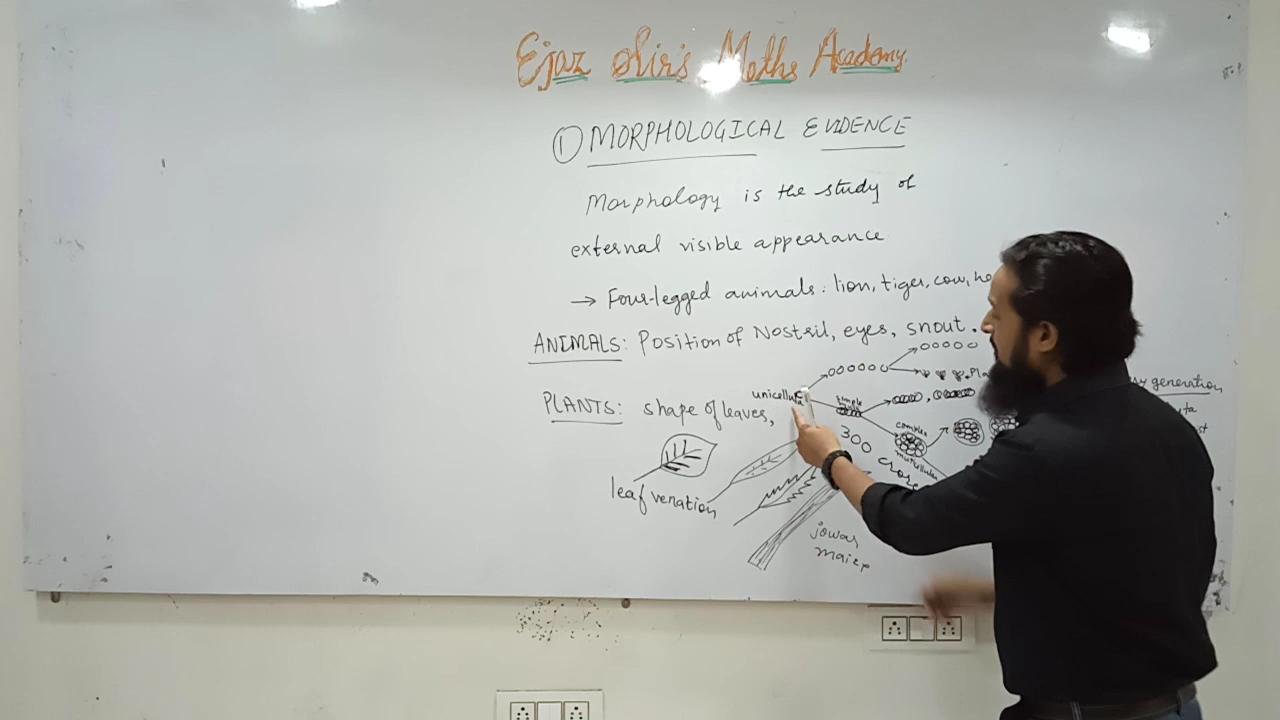 Ejaz Sir's Maths Academy
① MORPHOLOGICAL EVIDENCE
Morphology is the study of
external visible appearance
→ Four-legged animals: lion, tiger, cow,
ANIMALS: Position of Nostril, eyes, snout.
PLANTS: shape of leaves,
unicellular
simple
complex
multicellular
300
crore
generation
leaf venation
jowar